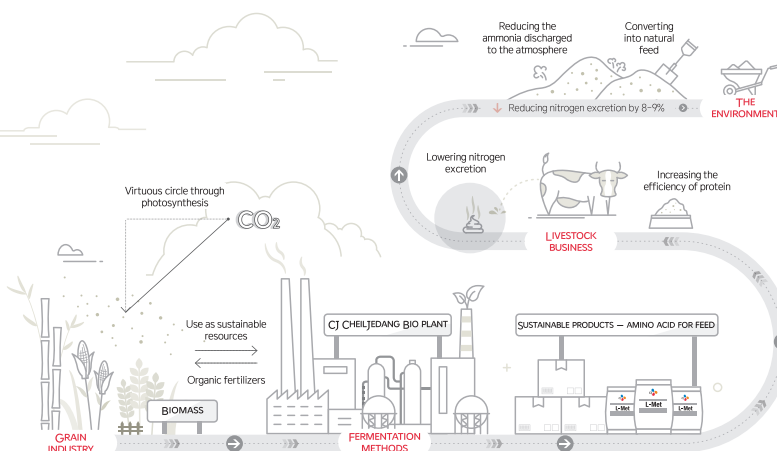 Reducing the
ammonia discharged
to the atmosphere
Converting
into natural
feed
Reducing nitrogen excretion by 8~9%
THE
ENVIRONMENT
Lowering nitrogen
excretion
Increasing the
efficiency of protein
LIVESTOCK
BUSINESS
Virtuous circle through
photosynthesis
CO₂
Use as sustainable
resources
Organic fertilizers
CJ CHEILJEDANG BIO PLANT
SUSTAINABLE PRODUCTS – AMINO ACID FOR FEED
L-Met
L-Met
L-Met
BIOMASS
GRAIN
INDUSTRY
FERMENTATION
METHODS